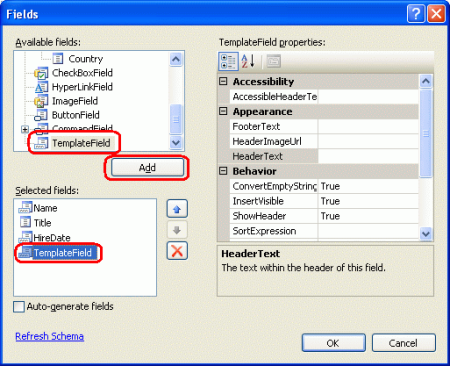 Fields
Available fields:
Country
CheckBoxField
HyperLinkField
ImageField
ButtonField
CommandField
TemplateField
Add
Selected fields:
Name
Title
HireDate
TemplateField
Auto-generate fields
Refresh Schema
TemplateField properties:
Accessibility
AccessibleHeaderTe
Appearance
FooterText
HeaderImageUrl
HeaderText
Behavior
ConvertEmptyString True
InsertVisible True
ShowHeader True
SortExpression
HeaderText
The text within the header of this field.
OK
Cancel